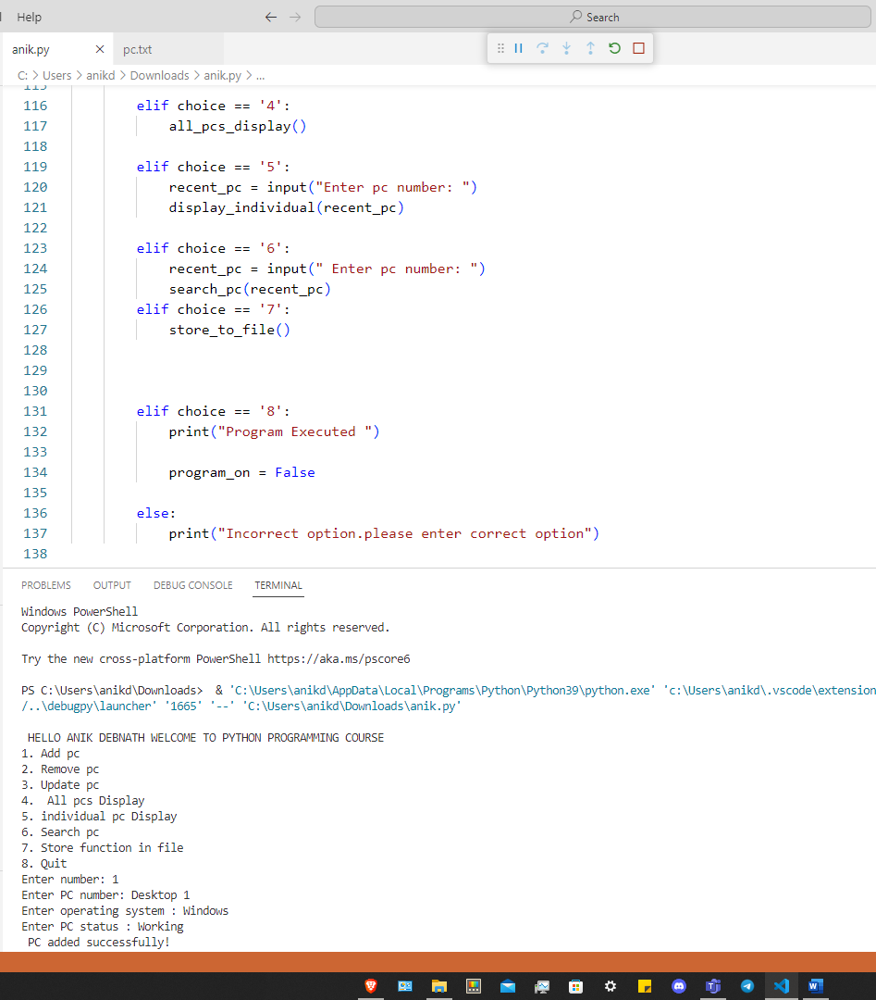 Help
Search
anik.py
pc.txt
C: > Users > anikd > Downloads > anik.py > ...
115
116 elif choice == '4':
117 all_pcs_display()
118
119 elif choice == '5':
120 recent_pc = input("Enter pc number: ")
121 display_individual(recent_pc)
122
123 elif choice == '6':
124 recent_pc = input(" Enter pc number: ")
125 search_pc(recent_pc)
126 elif choice == '7':
127 store_to_file()
128
129
130
131 elif choice == '8':
132 print("Program Executed ")
133
134 program_on = False
135
136 else:
137 print("Incorrect option.please enter correct option")
138
PROBLEMS OUTPUT DEBUG CONSOLE TERMINAL
Windows PowerShell
Copyright (C) Microsoft Corporation. All rights reserved.
Try the new cross-platform PowerShell https://aka.ms/pscore6
PS C:\Users\anikd\Downloads>  & 'C:\Users\anikd\AppData\Local\Programs\Python\Python39\python.exe' 'c:\Users\anikd\.vscode\extension
/..\debugpy\launcher' '1665' '--' 'C:\Users\anikd\Downloads\anik.py'
HELLO ANIK DEBNATH WELCOME TO PYTHON PROGRAMMING COURSE
1. Add pc
2. Remove pc
3. Update pc
4.  All pcs Display
5. individual pc Display
6. Search pc
7. Store function in file
8. Quit
Enter number: 1
Enter PC number: Desktop 1
Enter operating system : Windows
Enter PC status : Working
PC added successfully!